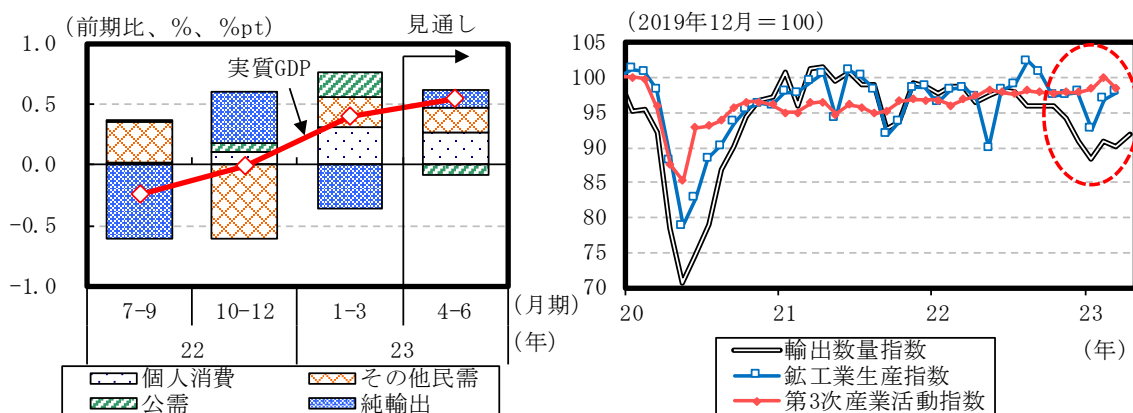 (前期比、%、%pt)
見通し
実質GDP
1.0
0.5
0.0
-0.5
-1.0
7-9
10-12
1-3
4-6
(月期)
22
23
(年)
個人消費
その他民需
公需
純輸出
(2019年12月＝100)
105
100
95
90
85
80
75
70
20
21
22
23
(年)
輸出数量指数
鉱工業生産指数
第3次産業活動指数